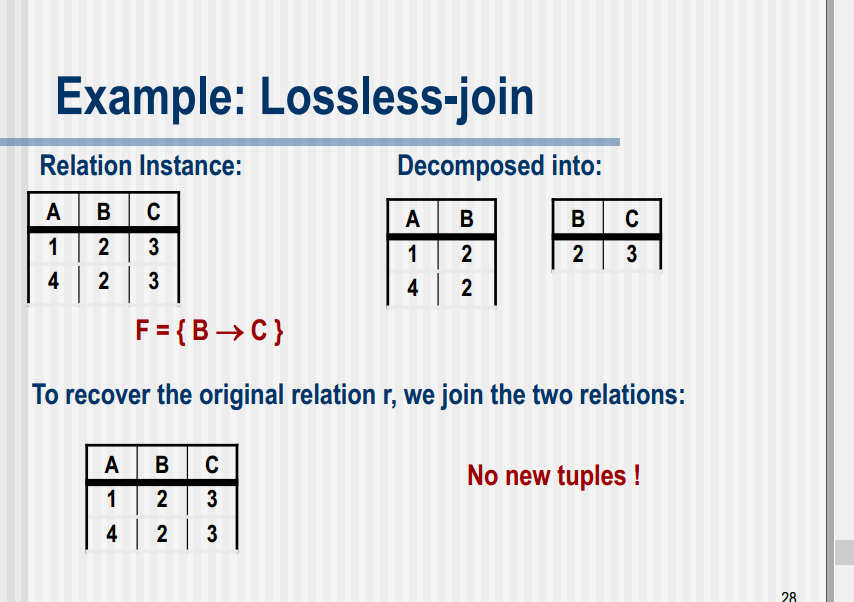 Example: Lossless-join
Relation Instance:
A B C
1 2 3
4 2 3
F = { B → C }
Decomposed into:
A B
1 2
4 2
B C
2 3
To recover the original relation r, we join the two relations:
A B C
1 2 3
4 2 3
No new tuples !
28